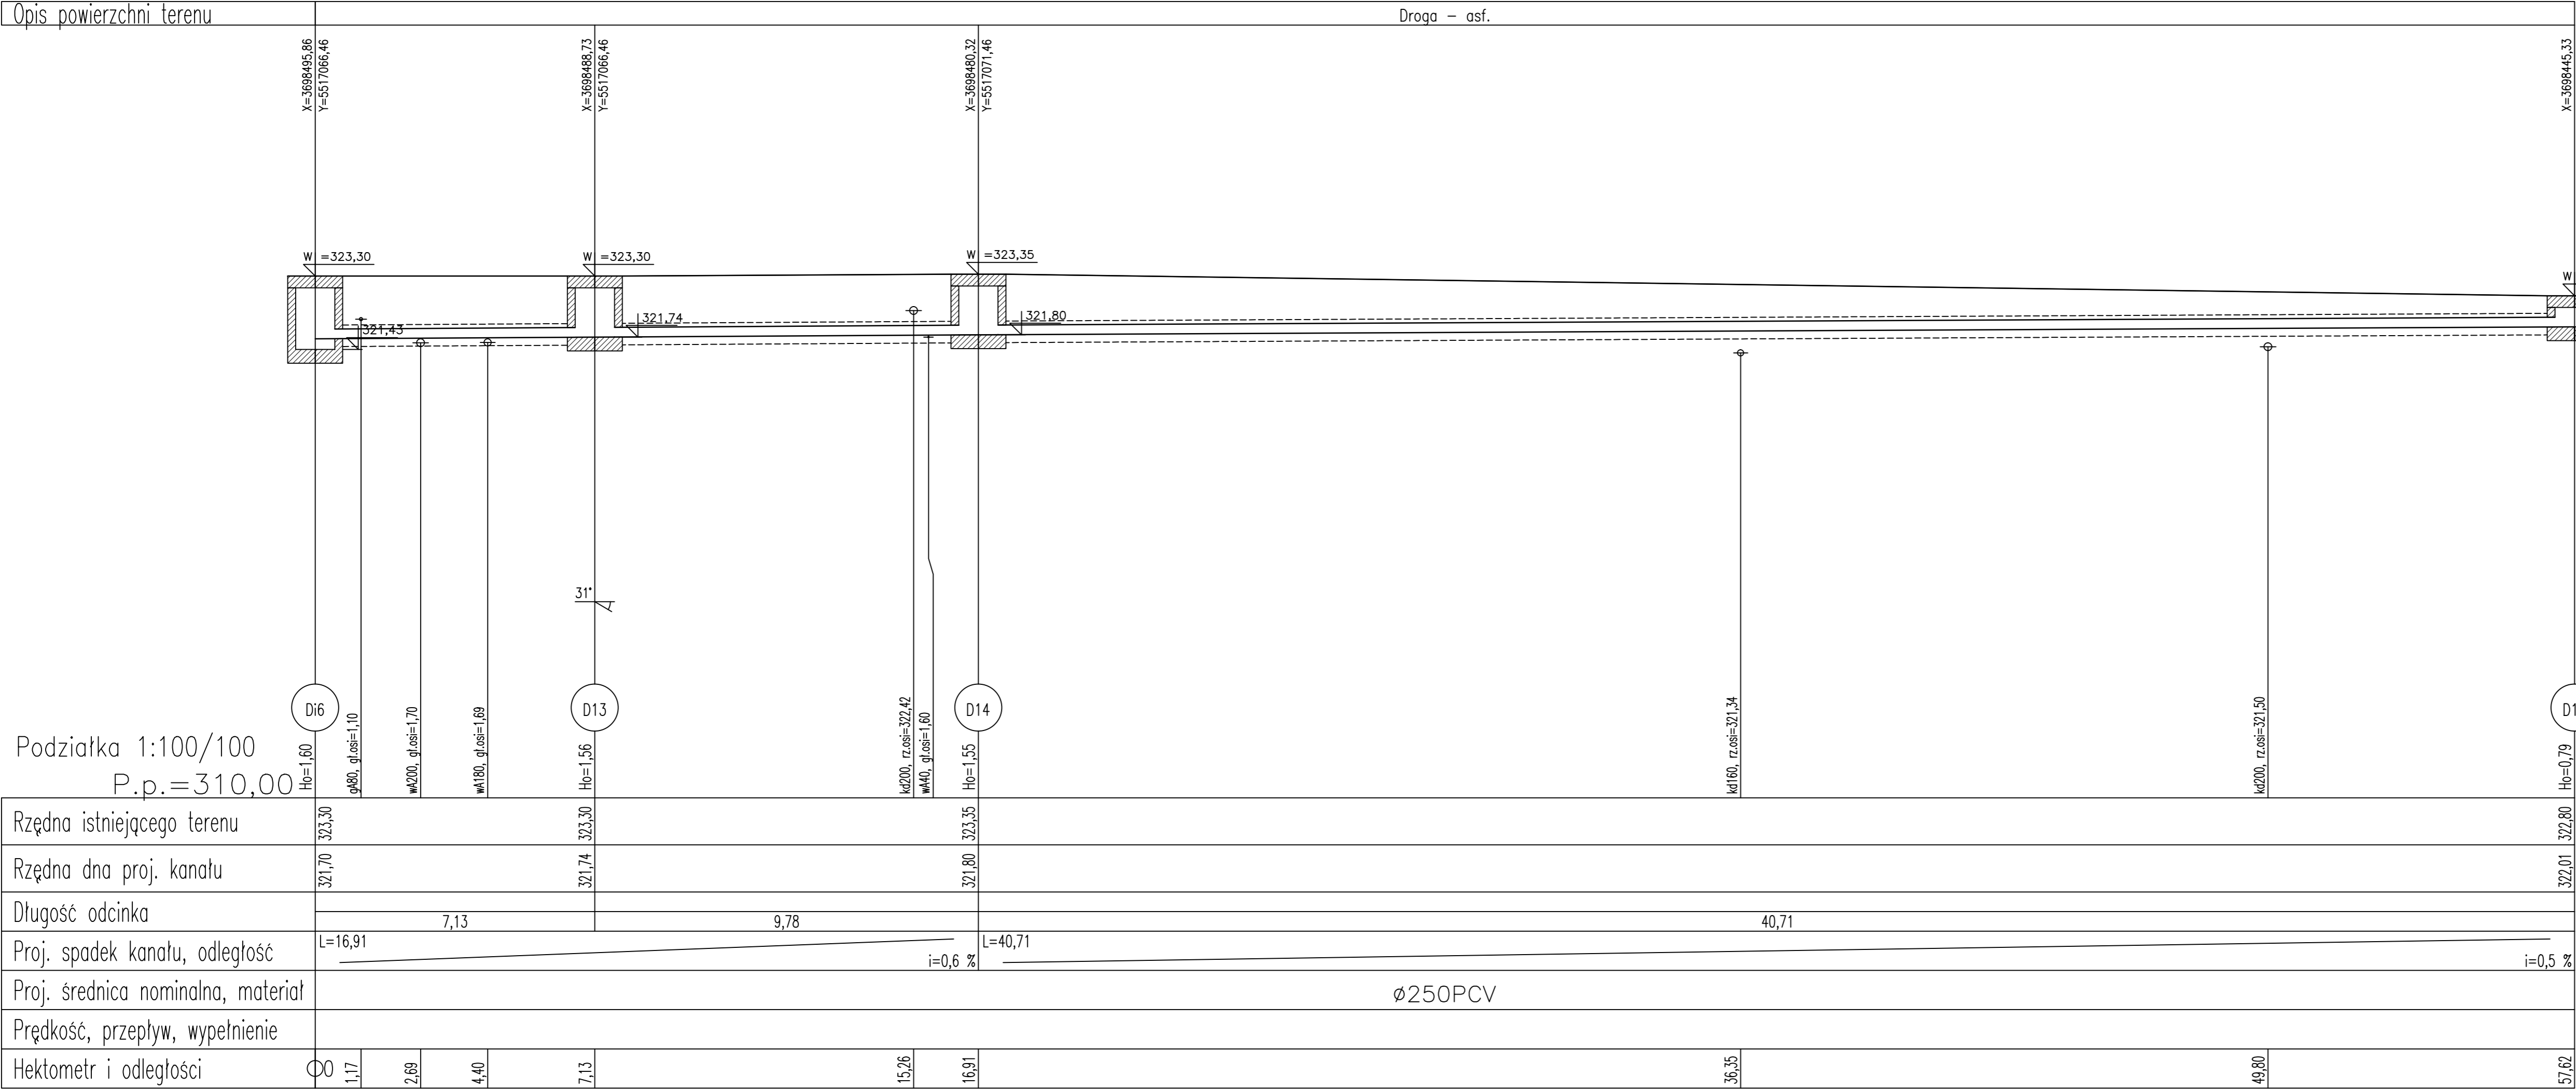 Opis powierzchni terenu
Droga - asf.
X=3698495,86
Y=5517066,46
X=3698488,73
Y=5517066,46
X=3698480,32
Y=5517071,46
X=3698445,33
W =323,30
W =323,30
W =323,35
W
321,43
321,74
321,80
31°
Di6
D13
D14
D1
Podziałka 1:100/100
P.p.=310,00
Ho=1,60
gA80, gł.osi=1,10
wA200, gł.osi=1,70
wA180, gł.osi=1,69
Ho=1,56
kd200, rz.osi=322,42
wA40, gł.osi=1,60
Ho=1,55
kd160, rz.osi=321,34
kd200, rz.osi=321,50
Ho=0,79
Rzędna istniejącego terenu
323,30
323,30
323,35
322,80
Rzędna dna proj. kanału
321,70
321,74
321,80
322,01
Długość odcinka
7,13
9,78
40,71
Proj. spadek kanału, odległość
L=16,91
i=0,6 %
L=40,71
i=0,5 %
Proj. średnica nominalna, materiał
ø250PCV
Prędkość, przepływ, wypełnienie
Hektometr i odległości
0
1,17
2,69
4,40
7,13
15,26
16,91
36,35
49,80
57,62